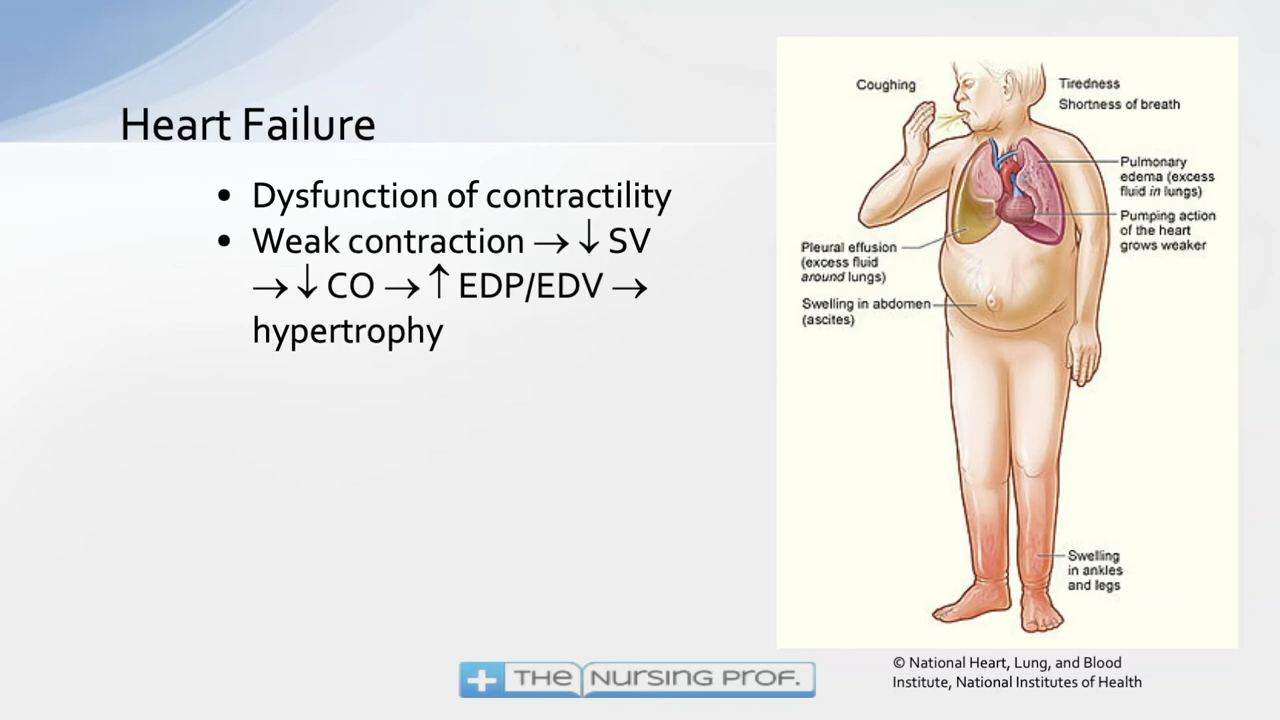 Heart Failure
• Dysfunction of contractility
• Weak contraction → ↓ SV
→ ↓ CO → ↑ EDP/EDV →
hypertrophy
Coughing
Tiredness
Shortness of breath
Pulmonary
edema (excess
fluid in lungs)
Pumping action
of the heart
grows weaker
Pleural effusion
(excess fluid
around lungs)
Swelling in abdomen
(ascites)
Swelling
in ankles
and legs
THE NURSING PROF.
© National Heart, Lung, and Blood
Institute, National Institutes of Health